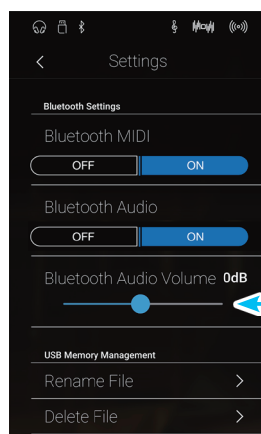 Settings
Bluetooth Settings
Bluetooth MIDI
OFF ON
Bluetooth Audio
OFF ON
Bluetooth Audio Volume 0dB
USB Memory Management
Rename File
Delete File